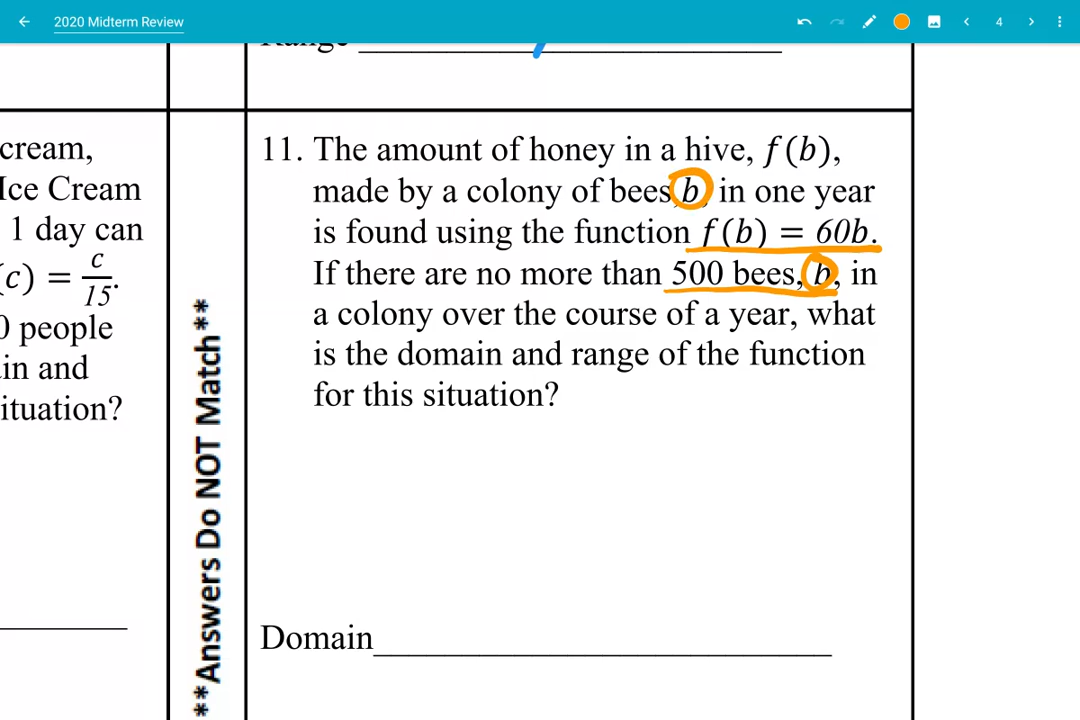 2020 Midterm Review
4
Range
cream,
Ice Cream
1 day can
(c) = c/15.
0 people
in and
situation?
**Answers Do NOT Match**
11. The amount of honey in a hive, f(b),
made by a colony of bees, b, in one year
is found using the function f(b) = 60b.
If there are no more than 500 bees, b, in
a colony over the course of a year, what
is the domain and range of the function
for this situation?
Domain